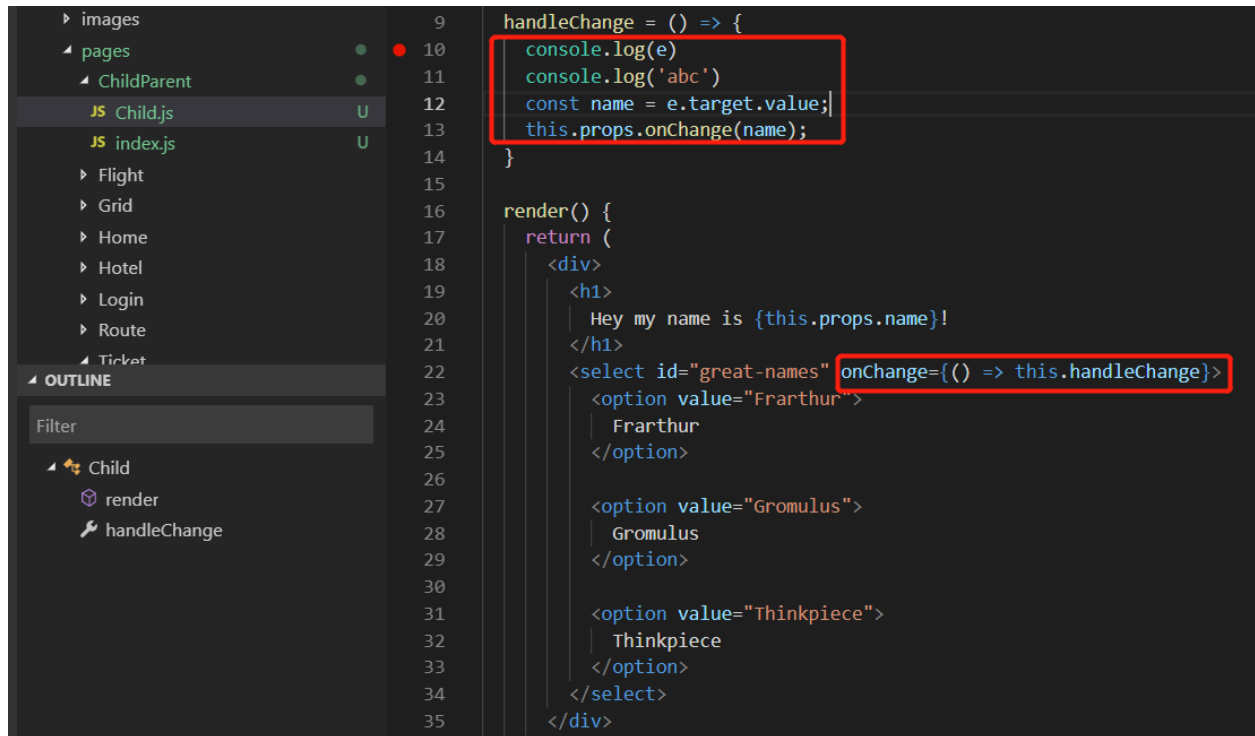 images
pages
ChildParent
JS Child.js U
JS index.js U
Flight
Grid
Home
Hotel
Login
Route
Ticket
OUTLINE
Filter
Child
render
handleChange
9 handleChange = () => {
10 console.log(e)
11 console.log('abc')
12 const name = e.target.value;
13 this.props.onChange(name);
14 }
15
16 render() {
17 return (
18 <div>
19 <h1>
20 Hey my name is {this.props.name}!
21 </h1>
22 <select id="great-names" onChange={() => this.handleChange}>
23 <option value="Frarthur">
24 Frarthur
25 </option>
26
27 <option value="Gromulus">
28 Gromulus
29 </option>
30
31 <option value="Thinkpiece">
32 Thinkpiece
33 </option>
34 </select>
35 </div>